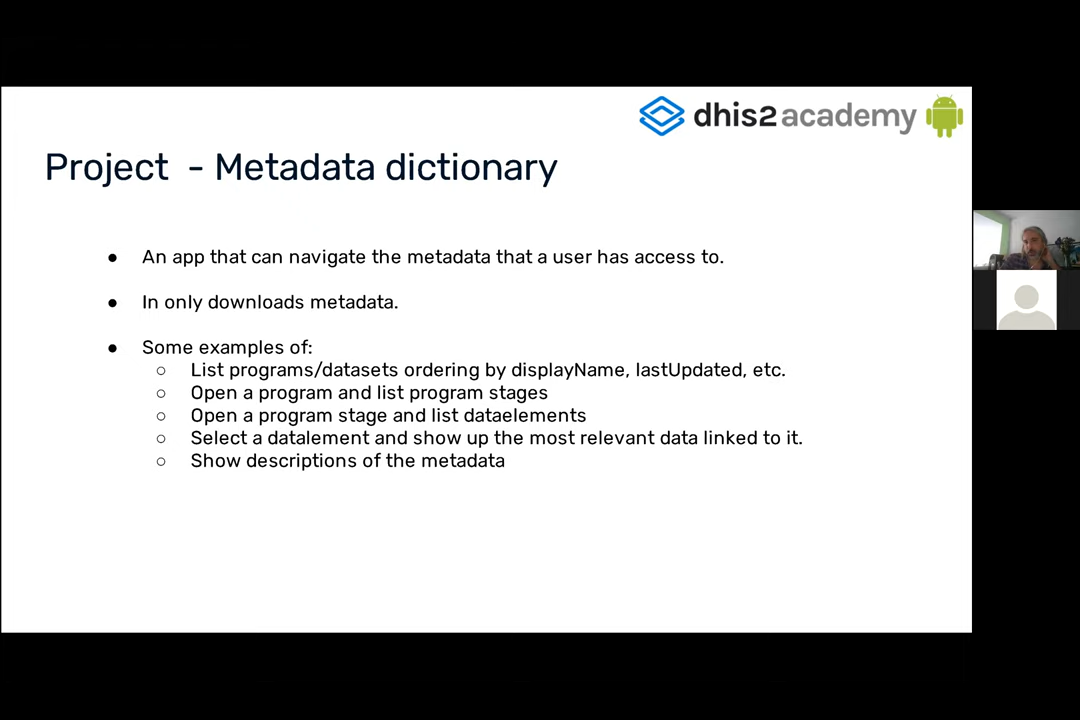 dhis2 academy
Project - Metadata dictionary
● An app that can navigate the metadata that a user has access to.
● In only downloads metadata.
● Some examples of:
○ List programs/datasets ordering by displayName, lastUpdated, etc.
○ Open a program and list program stages
○ Open a program stage and list dataelements
○ Select a datalement and show up the most relevant data linked to it.
○ Show descriptions of the metadata